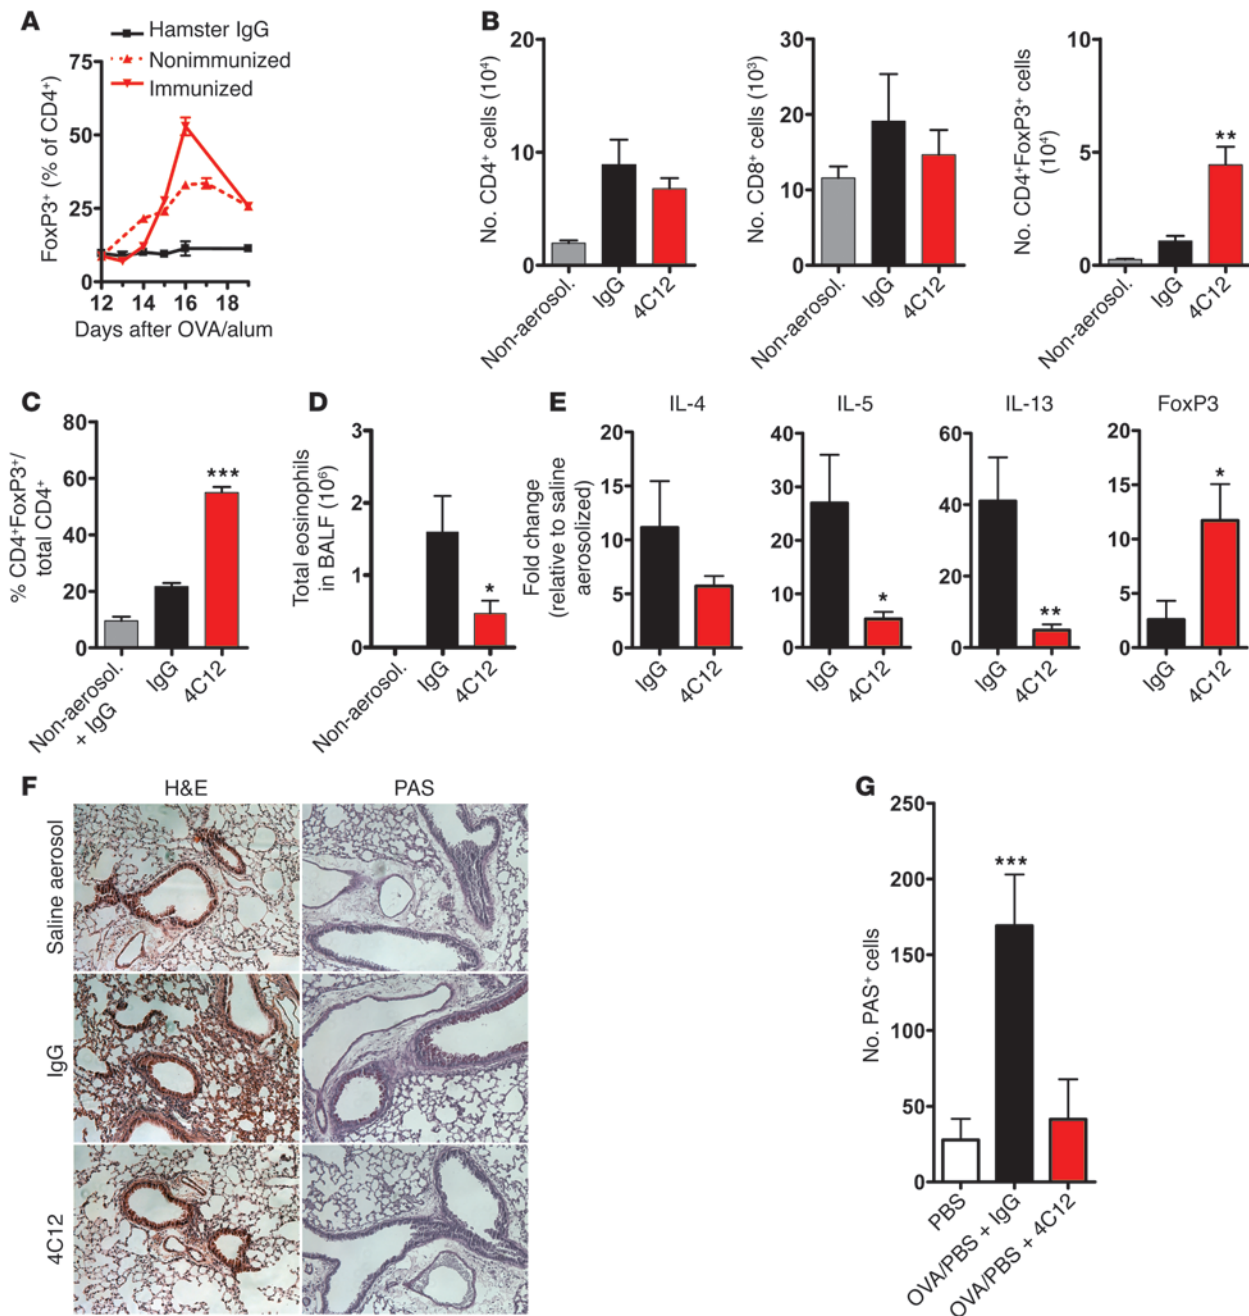 A
Hamster IgG
Nonimmunized
Immunized
FoxP3⁺ (% of CD4⁺)
75
50
25
0
12 14 16 18
Days after OVA/alum
B
No. CD4⁺ cells (10⁴)
20
10
0
Non-aerosol.
IgG
4C12
No. CD8⁺ cells (10³)
30
20
10
0
Non-aerosol.
IgG
4C12
No. CD4⁺FoxP3⁺ cells
(10⁴)
10
5
0
**
Non-aerosol.
IgG
4C12
C
% CD4⁺FoxP3⁺/
total CD4⁺
80
60
40
20
0
***
Non-aerosol.
+ IgG
IgG
4C12
D
Total eosinophils
in BALF (10⁶)
3
2
1
0
*
Non-aerosol.
IgG
4C12
E
Fold change
(relative to saline
aerosolized)
IL-4
20
15
10
5
0
IgG
4C12
IL-5
40
30
20
10
0
*
IgG
4C12
IL-13
60
40
20
0
**
IgG
4C12
FoxP3
20
15
10
5
0
*
IgG
4C12
F
H&E PAS
Saline aerosol
IgG
4C12
G
No. PAS⁺ cells
250
200
150
100
50
0
***
PBS
OVA/PBS + IgG
OVA/PBS + 4C12